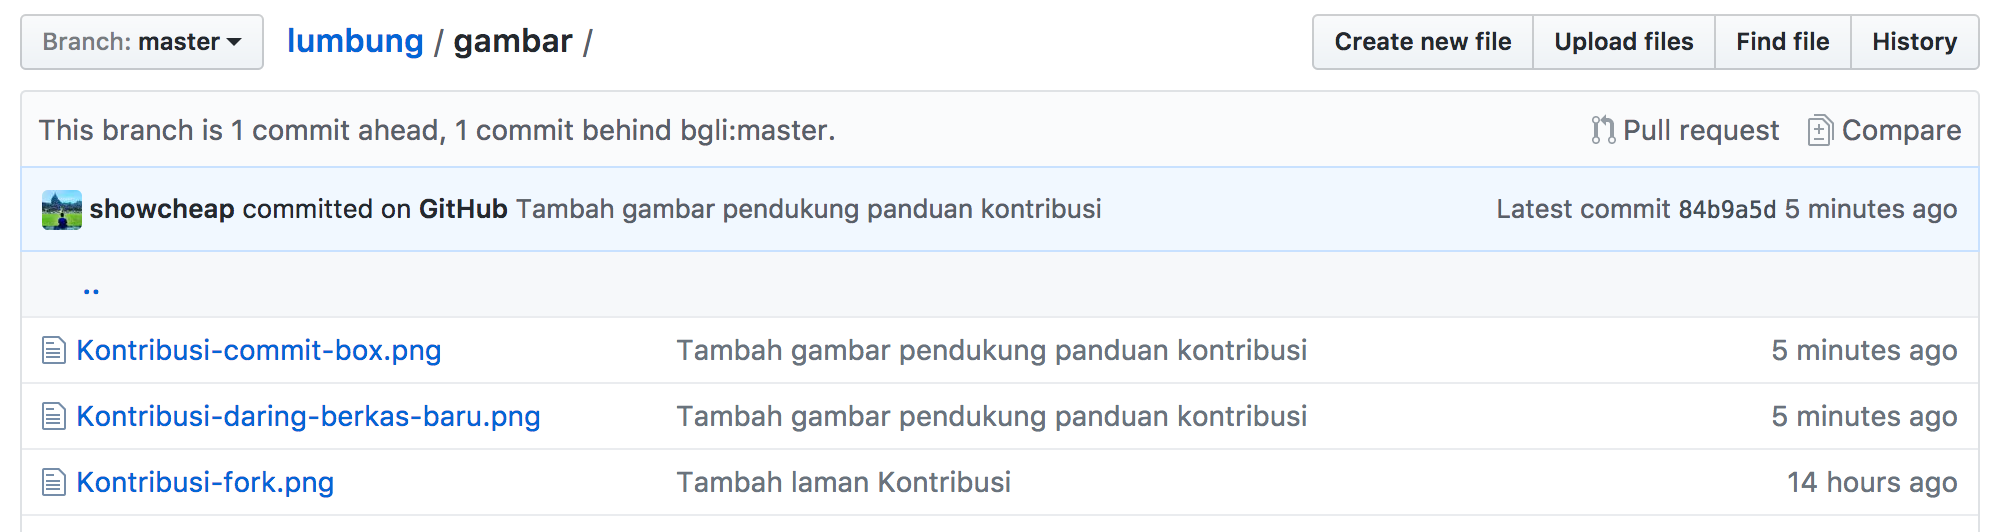 Branch: master lumbung / gambar / Create new file Upload files Find file History
This branch is 1 commit ahead, 1 commit behind bgli:master. Pull request Compare
showcheap committed on GitHub Tambah gambar pendukung panduan kontribusi Latest commit 84b9a5d 5 minutes ago
..
Kontribusi-commit-box.png Tambah gambar pendukung panduan kontribusi 5 minutes ago
Kontribusi-daring-berkas-baru.png Tambah gambar pendukung panduan kontribusi 5 minutes ago
Kontribusi-fork.png Tambah laman Kontribusi 14 hours ago